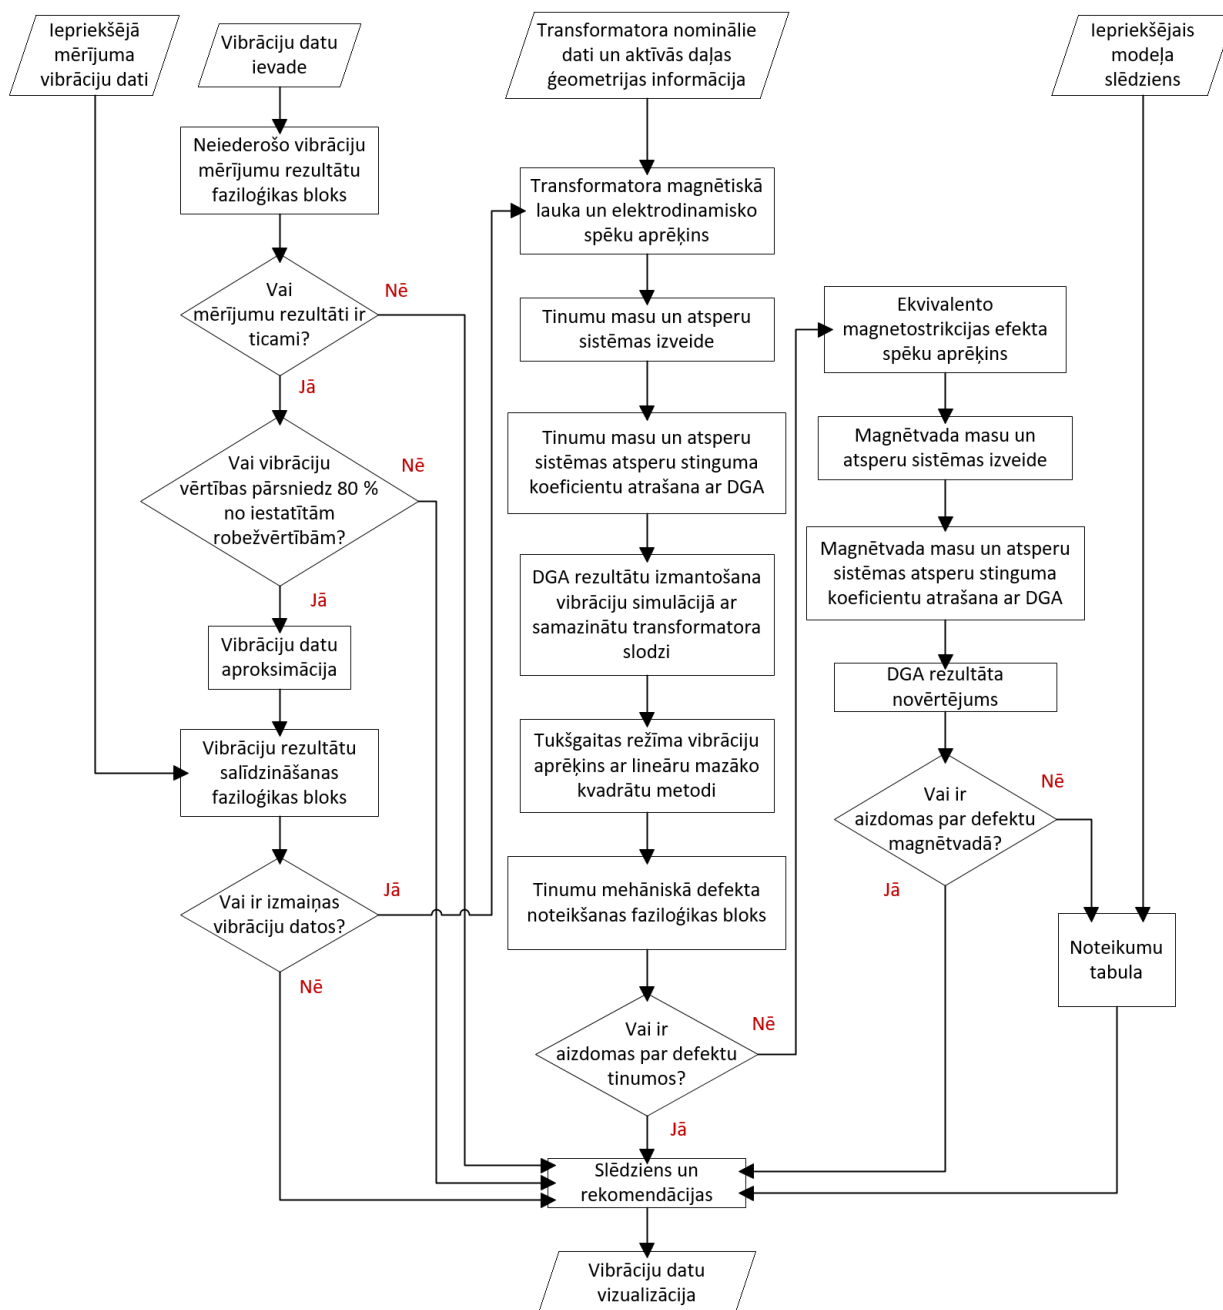 Iepriekšējā
mērījuma
vibrāciju dati
Vibrāciju datu
ievade
Transformatora nominālie
dati un aktīvās daļas
ģeometrijas informācija
Iepriekšējais
modeļa
slēdziens
Neiederošo vibrāciju
mērījumu rezultātu
faziloģikas bloks
Vai
mērījumu rezultāti ir
ticami?
Nē
Jā
Vai vibrāciju
vērtības pārsniedz 80 %
no iestatītām
robežvērtībām?
Nē
Jā
Vibrāciju datu
aproksimācija
Vibrāciju rezultātu
salīdzināšanas
faziloģikas bloks
Vai ir izmaiņas
vibrāciju datos?
Jā
Nē
Transformatora magnētiskā
lauka un elektrodinamisko
spēku aprēķins
Tinumu masu un atsperu
sistēmas izveide
Tinumu masu un atsperu
sistēmas atsperu stinguma
koeficientu atrašana ar DGA
DGA rezultātu izmantošana
vibrāciju simulācijā ar
samazinātu transformatora
slodzi
Tukšgaitas režīma vibrāciju
aprēķins ar lineāru mazāko
kvadrātu metodi
Tinumu mehāniskā defekta
noteikšanas faziloģikas bloks
Vai ir
aizdomas par defektu
tinumos?
Nē
Jā
Ekvivalento
magnetostrikcijas efekta
spēku aprēķins
Magnētvada masu un
atsperu sistēmas izveide
Magnētvada masu un atsperu
sistēmas atsperu stinguma
koeficientu atrašana ar DGA
DGA rezultāta
novērtējums
Vai ir
aizdomas par defektu
magnētvadā?
Nē
Jā
Noteikumu
tabula
Slēdziens un
rekomendācijas
Vibrāciju datu
vizualizācija